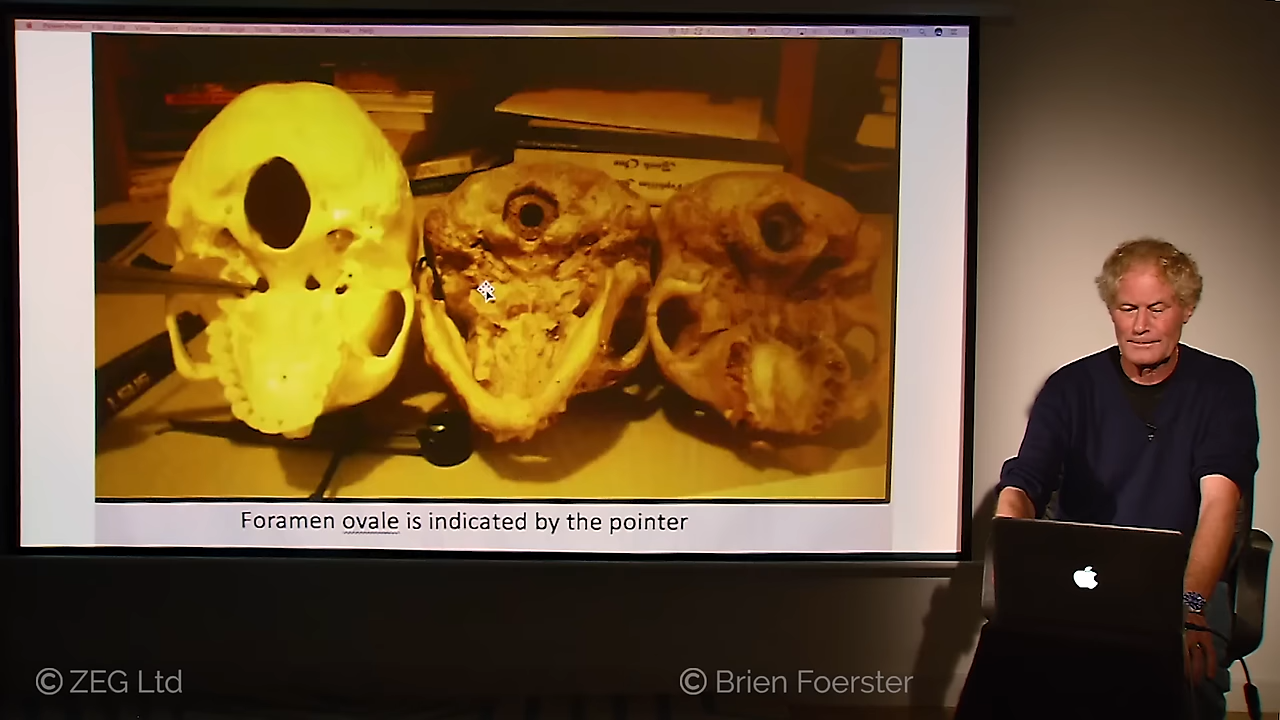 Foramen ovale is indicated by the pointer
© ZEG Ltd
© Brien Foerster